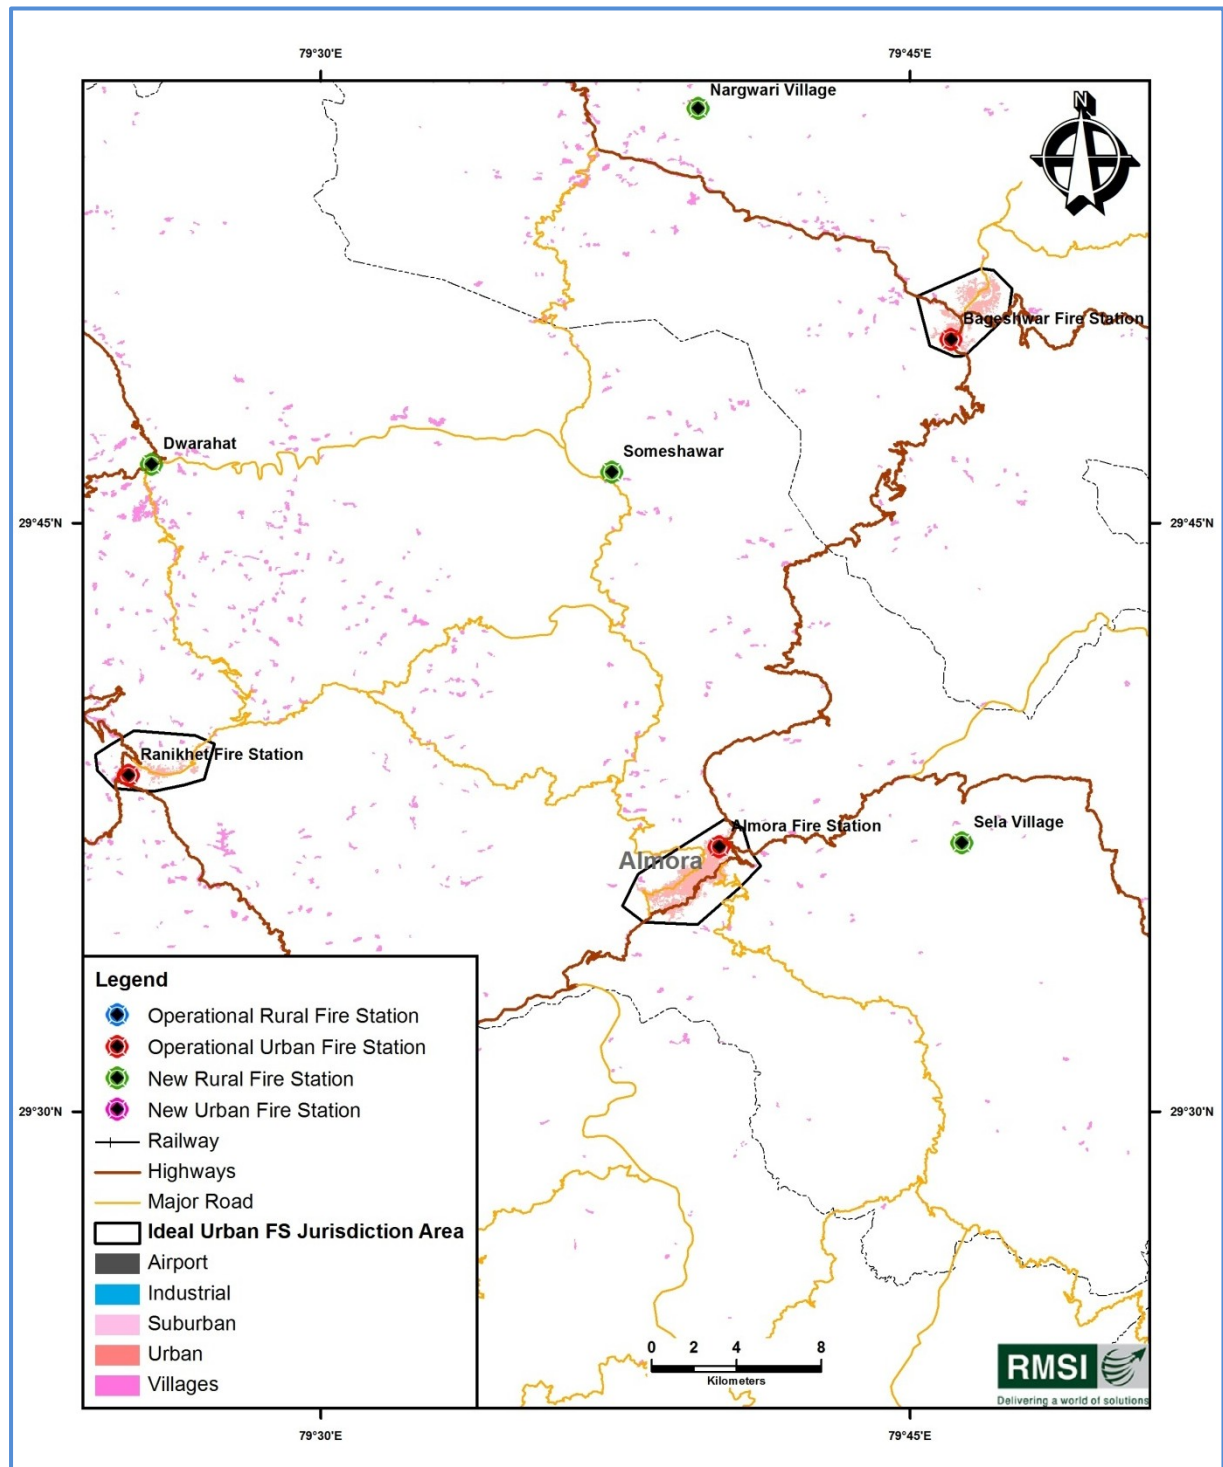 79°30'E
79°45'E
Nargwari Village
N
Bageshwar Fire Station
Dwarahat
Someshawar
29°45'N
29°45'N
Ranikhet Fire Station
Almora Fire Station
Almora
Sela Village
Legend
Operational Rural Fire Station
Operational Urban Fire Station
New Rural Fire Station
New Urban Fire Station
Railway
Highways
Major Road
Ideal Urban FS Jurisdiction Area
Airport
Industrial
Suburban
Urban
Villages
29°30'N
29°30'N
0 2 4 8
Kilometers
RMSI
Delivering a world of solutions
79°30'E
79°45'E